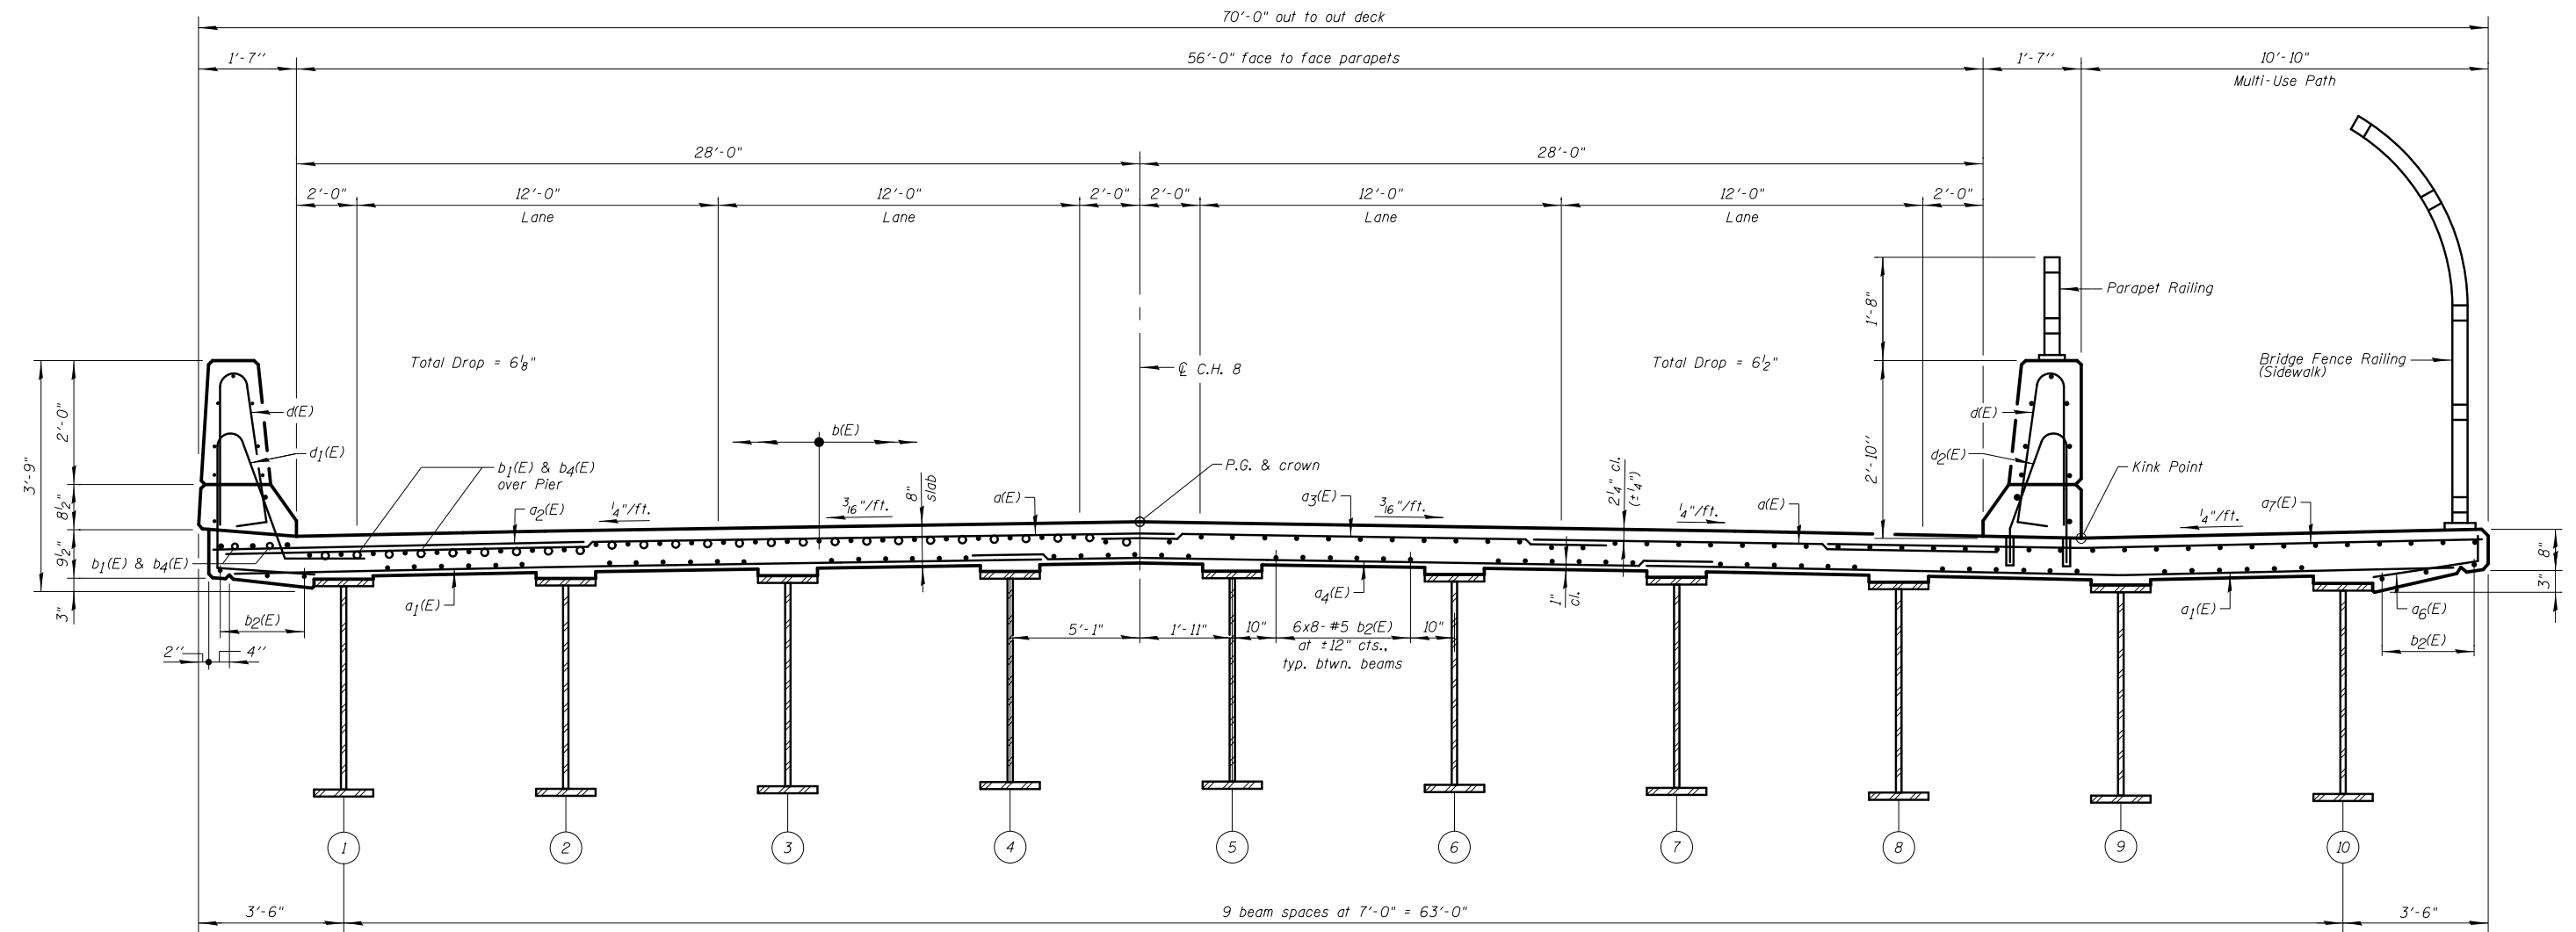 70'-0" out to out deck
1'-7" 56'-0" face to face parapets 1'-7" 10'-10"
Multi-Use Path
28'-0" 28'-0"
2'-0" 12'-0" 12'-0" 2'-0" 2'-0" 12'-0" 12'-0" 2'-0"
Lane Lane Lane Lane
1'-8"
Parapet Railing
Total Drop = 6 1/8"
℄ C.H. 8
Total Drop = 6 1/2"
Bridge Fence Railing
(Sidewalk)
3'-9"
2'-0"
8 1/2"
9 1/2"
3"
d(E)
d1(E)
b(E)
b1(E) & b4(E)
over Pier
a2(E)
1/4"/ft.
3/16"/ft.
8"
slab
a(E)
P.G. & crown
a3(E)
3/16"/ft.
2 1/4" cl.
(±1/4")
1/4"/ft.
a(E)
2'-10"
d(E)
d2(E)
Kink Point
1/4"/ft.
a7(E)
8"
3"
b1(E) & b4(E)
a1(E)
a4(E)
1"
cl.
a1(E)
a6(E)
b2(E)
2" 4"
5'-1" 1'-11" 10" 6x8- #5 b2(E) 10"
at ±12" cts.,
typ. btwn. beams
b2(E)
1 2 3 4 5 6 7 8 9 10
3'-6" 9 beam spaces at 7'-0" = 63'-0" 3'-6"